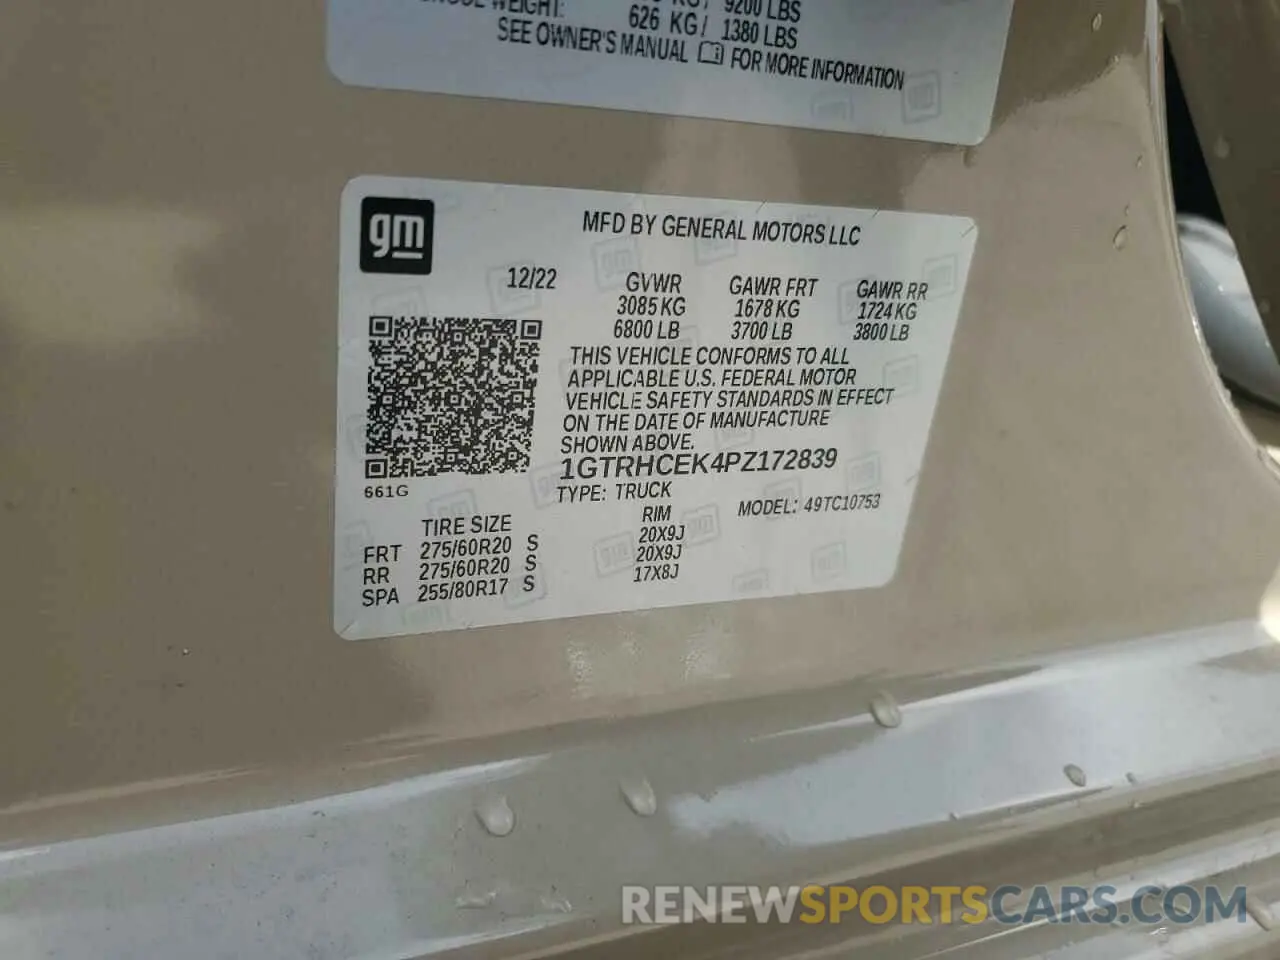 9200 LBS
WEIGHT: 626 KG/ 1380 LBS
SEE OWNER'S MANUAL FOR MORE INFORMATION
gm
MFD BY GENERAL MOTORS LLC
12/22 GVWR GAWR FRT GAWR RR
3085 KG 1678 KG 1724 KG
6800 LB 3700 LB 3800 LB
THIS VEHICLE CONFORMS TO ALL
APPLICABLE U.S. FEDERAL MOTOR
VEHICLE SAFETY STANDARDS IN EFFECT
ON THE DATE OF MANUFACTURE
SHOWN ABOVE.
1GTRHCEK4PZ172839
661G
TYPE: TRUCK
MODEL: 49TC10753
TIRE SIZE RIM
FRT 275/60R20 S 20X9J
RR 275/60R20 S 20X9J
SPA 255/80R17 S 17X8J
RENEWSPORTSCARS.COM